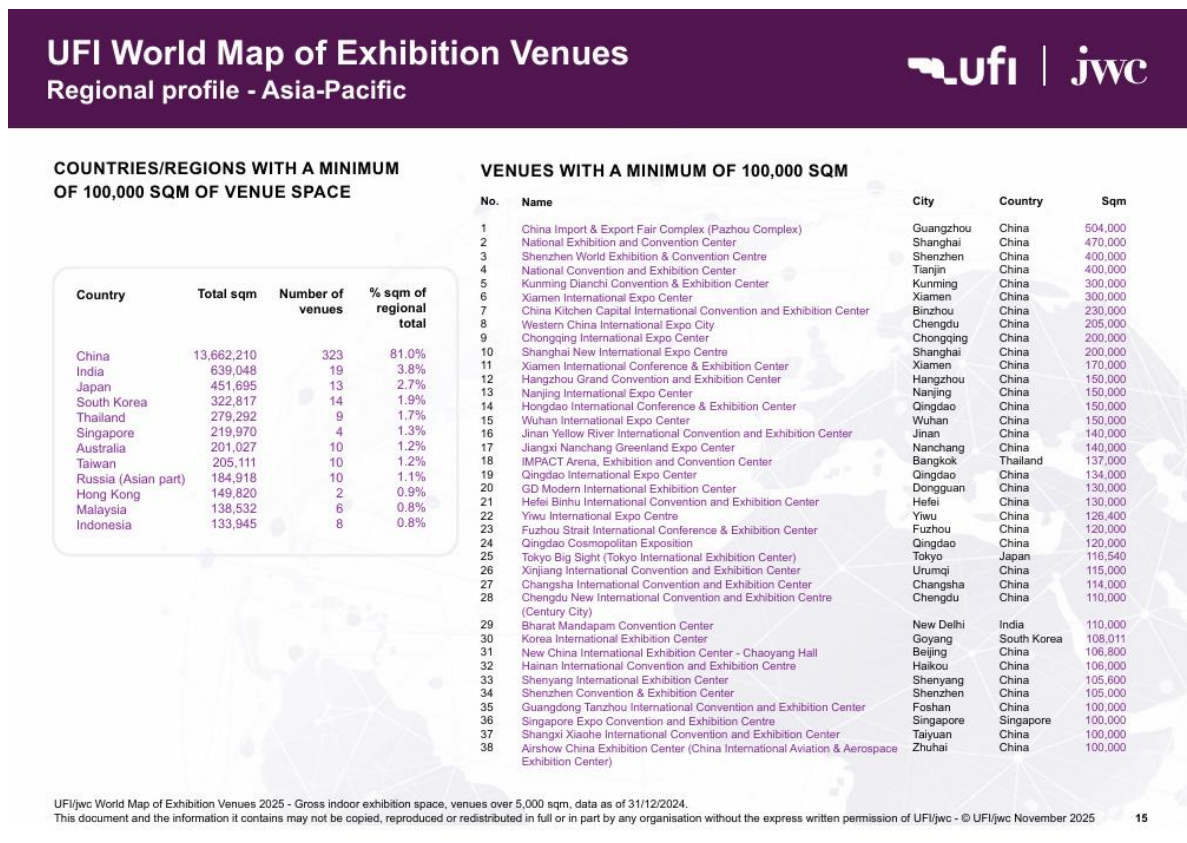 UFI World Map of Exhibition Venues
Regional profile - Asia-Pacific
ufi | jwc
COUNTRIES/REGIONS WITH A MINIMUM
OF 100,000 SQM OF VENUE SPACE
Country Total sqm Number of venues % sqm of regional total
China 13,662,210 323 81.0%
India 639,048 19 3.8%
Japan 451,695 13 2.7%
South Korea 322,817 14 1.9%
Thailand 279,292 9 1.7%
Singapore 219,970 4 1.3%
Australia 201,027 10 1.2%
Taiwan 205,111 10 1.2%
Russia (Asian part) 184,918 10 1.1%
Hong Kong 149,820 2 0.9%
Malaysia 138,532 6 0.8%
Indonesia 133,945 8 0.8%
VENUES WITH A MINIMUM OF 100,000 SQM
No. Name City Country Sqm
1 China Import & Export Fair Complex (Pazhou Complex) Guangzhou China 504,000
2 National Exhibition and Convention Center Shanghai China 470,000
3 Shenzhen World Exhibition & Convention Centre Shenzhen China 400,000
4 National Convention and Exhibition Center Tianjin China 400,000
5 Kunming Dianchi Convention & Exhibition Center Kunming China 300,000
6 Xiamen International Expo Center Xiamen China 300,000
7 China Kitchen Capital International Convention and Exhibition Center Binzhou China 230,000
8 Western China International Expo City Chengdu China 205,000
9 Chongqing International Expo Center Chongqing China 200,000
10 Shanghai New International Expo Centre Shanghai China 200,000
11 Xiamen International Conference & Exhibition Center Xiamen China 170,000
12 Hangzhou Grand Convention and Exhibition Center Hangzhou China 150,000
13 Nanjing International Expo Center Nanjing China 150,000
14 Hongdao International Conference & Exhibition Center Qingdao China 150,000
15 Wuhan International Expo Center Wuhan China 150,000
16 Jinan Yellow River International Convention and Exhibition Center Jinan China 140,000
17 Jiangxi Nanchang Greenland Expo Center Nanchang China 140,000
18 IMPACT Arena, Exhibition and Convention Center Bangkok Thailand 137,000
19 Qingdao International Expo Center Qingdao China 134,000
20 GD Modern International Exhibition Center Dongguan China 130,000
21 Hefei Binhu International Convention and Exhibition Center Hefei China 130,000
22 Yiwu International Expo Centre Yiwu China 126,400
23 Fuzhou Strait International Conference & Exhibition Center Fuzhou China 120,000
24 Qingdao Cosmopolitan Exposition Qingdao China 120,000
25 Tokyo Big Sight (Tokyo International Exhibition Center) Tokyo Japan 116,540
26 Xinjiang International Convention and Exhibition Center Urumqi China 115,000
27 Changsha International Convention and Exhibition Center Changsha China 114,000
28 Chengdu New International Convention and Exhibition Centre Chengdu China 110,000
(Century City)
29 Bharat Mandapam Convention Center New Delhi India 110,000
30 Korea International Exhibition Center Goyang South Korea 108,011
31 New China International Exhibition Center - Chaoyang Hall Beijing China 106,800
32 Hainan International Convention and Exhibition Centre Haikou China 106,000
33 Shenyang International Exhibition Center Shenyang China 105,600
34 Shenzhen Convention & Exhibition Center Shenzhen China 105,000
35 Guangdong Tanzhou International Convention and Exhibition Center Foshan China 100,000
36 Singapore Expo Convention and Exhibition Centre Singapore Singapore 100,000
37 Shangxi Xiaohe International Convention and Exhibition Center Taiyuan China 100,000
38 Airshow China Exhibition Center (China International Aviation & Aerospace Zhuhai China 100,000
Exhibition Center)
UFI/jwc World Map of Exhibition Venues 2025 - Gross indoor exhibition space, venues over 5,000 sqm, data as of 31/12/2024.
This document and the information it contains may not be copied, reproduced or redistributed in full or in part by any organisation without the express written permission of UFI/jwc - © UFI/jwc November 2025 15